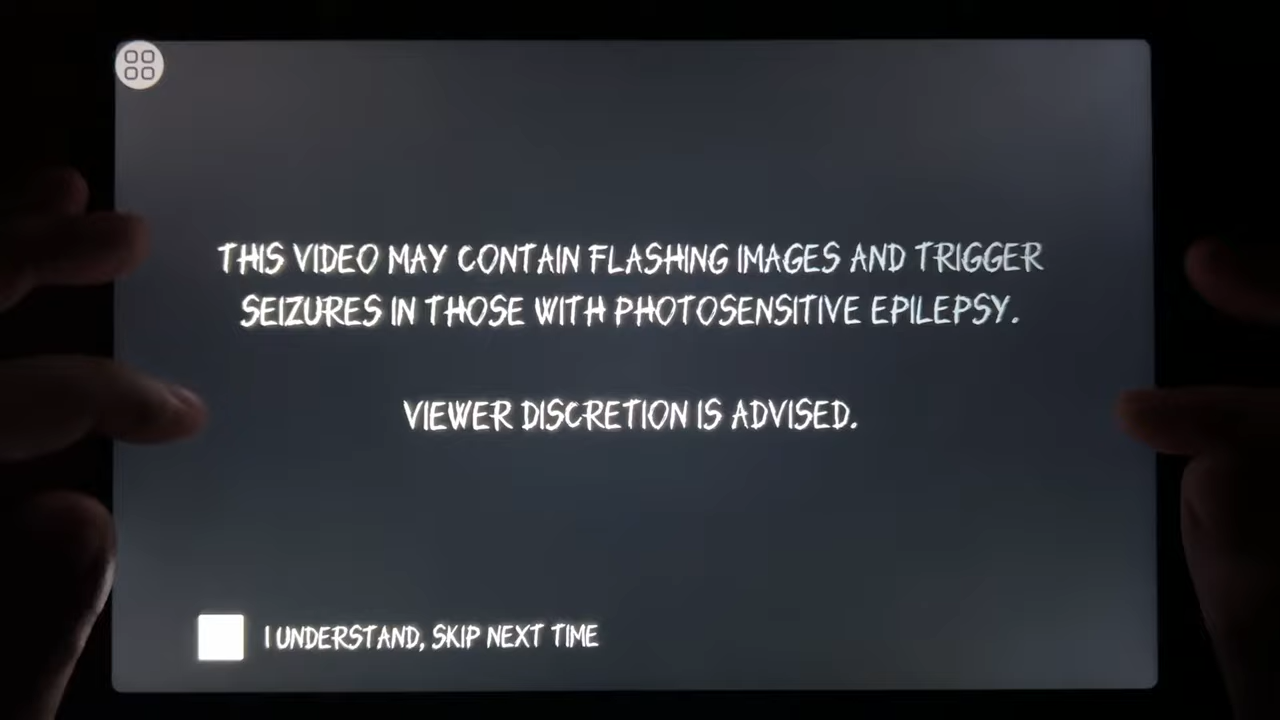 THIS VIDEO MAY CONTAIN FLASHING IMAGES AND TRIGGER
SEIZURES IN THOSE WITH PHOTOSENSITIVE EPILEPSY.
VIEWER DISCRETION IS ADVISED.
I UNDERSTAND, SKIP NEXT TIME